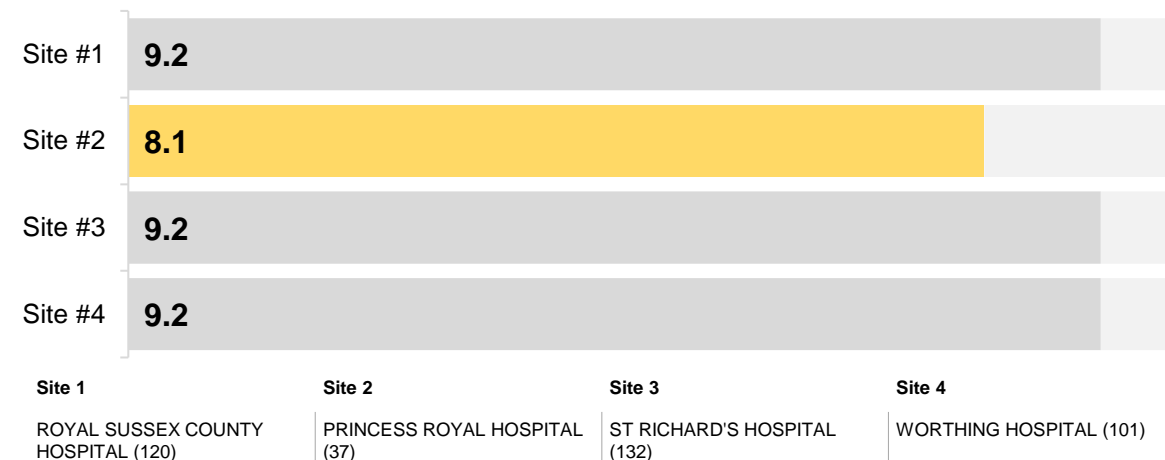 Site #1
9.2
Site #2
8.1
Site #3
9.2
Site #4
9.2
Site 1
Site 2
Site 3
Site 4
ROYAL SUSSEX COUNTY
HOSPITAL (120)
PRINCESS ROYAL HOSPITAL
(37)
ST RICHARD'S HOSPITAL
(132)
WORTHING HOSPITAL (101)